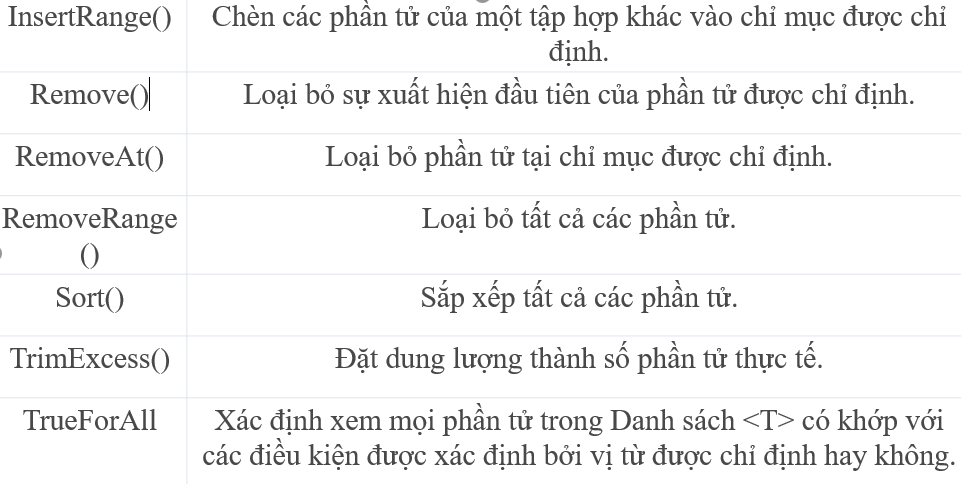 InsertRange() Chèn các phần tử của một tập hợp khác vào chỉ mục được chỉ
định.
Remove() Loại bỏ sự xuất hiện đầu tiên của phần tử được chỉ định.
RemoveAt() Loại bỏ phần tử tại chỉ mục được chỉ định.
RemoveRange Loại bỏ tất cả các phần tử.
()
Sort() Sắp xếp tất cả các phần tử.
TrimExcess() Đặt dung lượng thành số phần tử thực tế.
TrueForAll Xác định xem mọi phần tử trong Danh sách <T> có khớp với
các điều kiện được xác định bởi vị từ được chỉ định hay không.